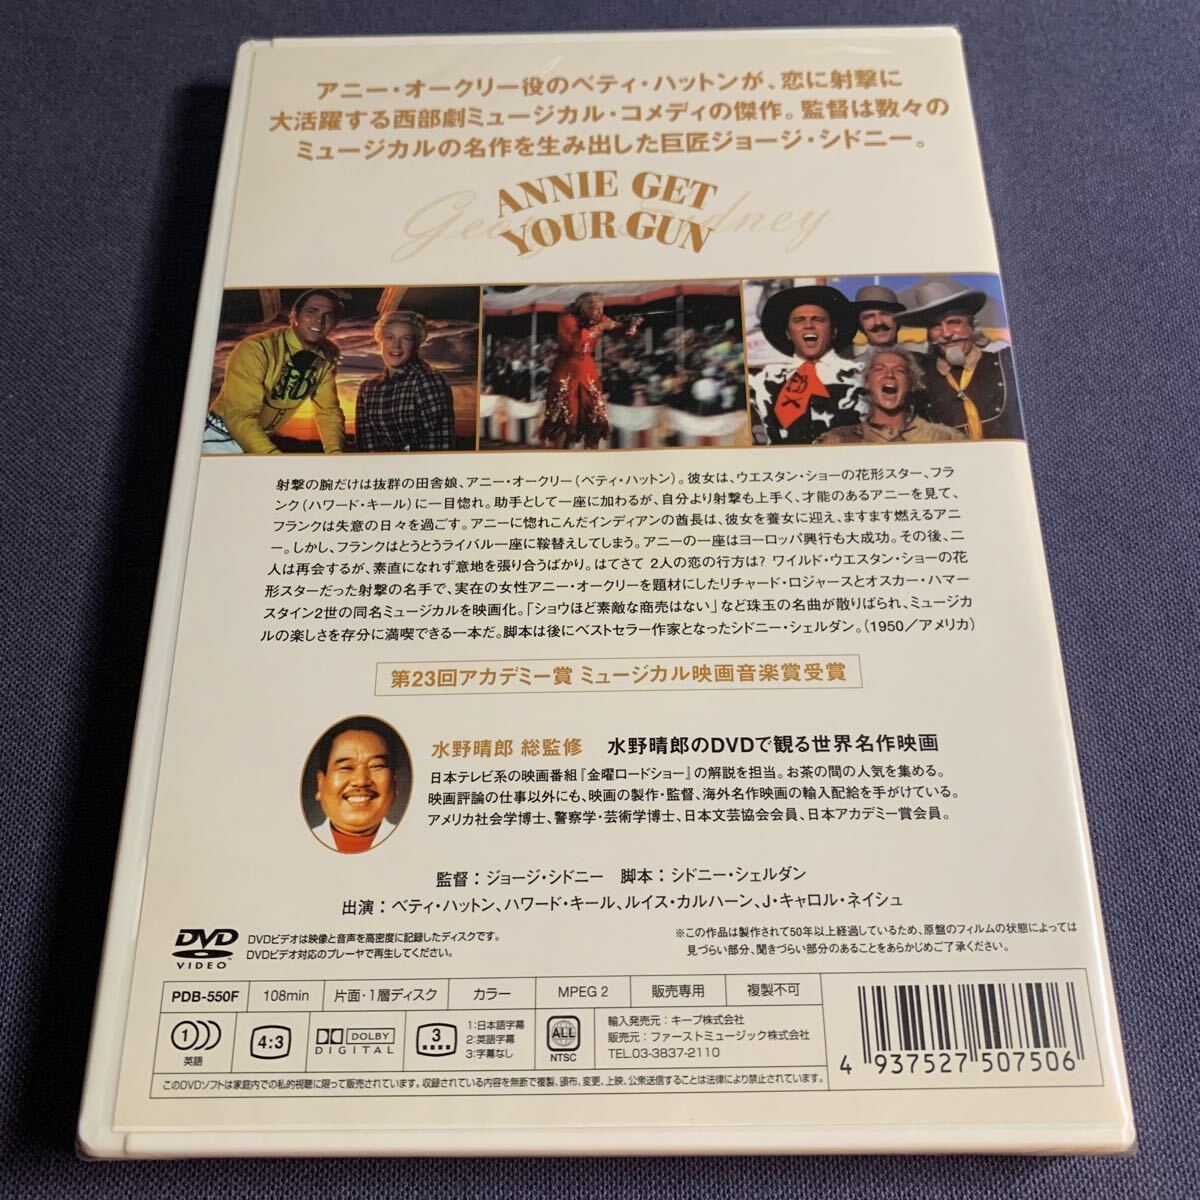 アニー・オークリー役のベティ・ハットンが、恋に射撃に
大活躍する西部劇ミュージカル・コメディの傑作。監督は数々の
ミュージカルの名作を生み出した巨匠ジョージ・シドニー。
George Sidney
ANNIE GET
YOUR GUN
射撃の腕だけは抜群の田舎娘、アニー・オークリー（ベティ・ハットン）。彼女は、ウエスタン・ショーの花形スター、フラ
ンク（ハワード・キール）に一目惚れ。助手として一座に加わるが、自分より射撃も上手く、才能のあるアニーを見て、
フランクは失意の日々を過ごす。アニーに惚れこんだインディアンの酋長は、彼女を養女に迎え、ますます燃えるアニ
ー。しかし、フランクはとうとうライバル一座に鞍替えしてしまう。アニーの一座はヨーロッパ興行も大成功。その後、二
人は再会するが、素直になれず意地を張り合うばかり。はてさて 2人の恋の行方は? ワイルド・ウエスタン・ショーの花
形スターだった射撃の名手で、実在の女性アニー・オークリーを題材にしたリチャード・ロジャースとオスカー・ハマー
スタイン2世の同名ミュージカルを映画化。「ショウほど素敵な商売はない」など珠玉の名曲が散りばられ、ミュージカ
ルの楽しさを存分に満喫できる一本だ。脚本は後にベストセラー作家となったシドニー・シェルダン。（1950／アメリカ）
第23回アカデミー賞 ミュージカル映画音楽賞受賞
水野晴郎 総監修 水野晴郎のDVDで観る世界名作映画
日本テレビ系の映画番組『金曜ロードショー』の解説を担当。お茶の間の人気を集める。
映画評論の仕事以外にも、映画の製作・監督、海外名作映画の輸入配給を手がけている。
アメリカ社会学博士、警察学・芸術学博士、日本文芸協会会員、日本アカデミー賞会員。
監督：ジョージ・シドニー 脚本：シドニー・シェルダン
出演：ベティ・ハットン、ハワード・キール、ルイス・カルハーン、J・キャロル・ネイシュ
DVD
VIDEO
DVDビデオは映像と音声を高密度に記録したディスクです。
DVDビデオ対応のプレーヤで再生してください。
※この作品は製作されて50年以上経過しているため、原盤のフィルムの状態によっては
見づらい部分、聞きづらい部分のあることをあらかじめご了承ください。
PDB-550F 108min 片面・1層ディスク カラー MPEG 2 販売専用 複製不可
1
英語
4:3
DOLBY
DIGITAL
3
1：日本語字幕
2：英語字幕
3：字幕なし
ALL
NTSC
輸入発売元：キープ株式会社
販売元：ファーストミュージック株式会社
TEL.03-3837-2110
このDVDソフトは家庭内での私的視聴に限って販売されています。収録されている内容を無断で複製、頒布、変更、上映、公衆送信することは法律により禁止されています。
4 937527 507506